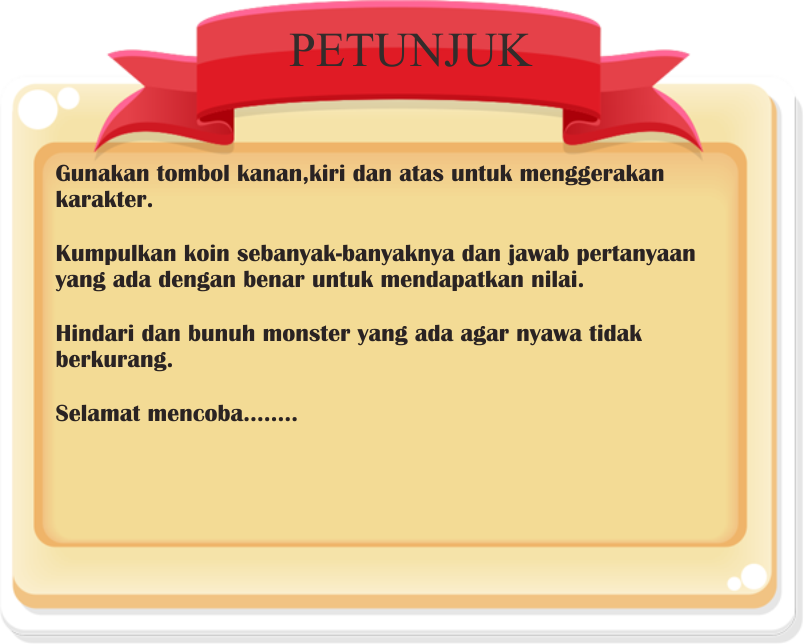 PETUNJUK
Gunakan tombol kanan,kiri dan atas untuk menggerakan
karakter.
Kumpulkan koin sebanyak-banyaknya dan jawab pertanyaan
yang ada dengan benar untuk mendapatkan nilai.
Hindari dan bunuh monster yang ada agar nyawa tidak
berkurang.
Selamat mencoba........